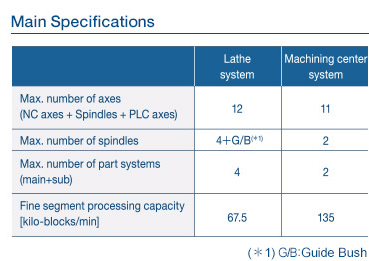 Main Specifications
Lathe system
Machining center system
Max. number of axes
(NC axes + Spindles + PLC axes)
12
11
Max. number of spindles
4+G/B(*1)
2
Max. number of part systems
(main+sub)
4
2
Fine segment processing capacity
[kilo-blocks/min]
67.5
135
(*1) G/B:Guide Bush